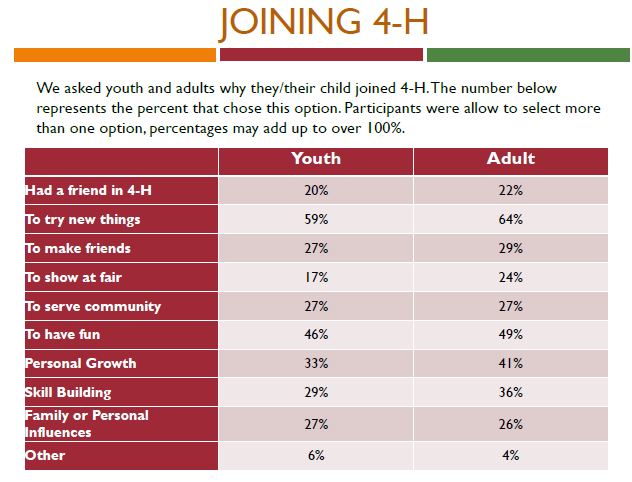 JOINING 4-H
We asked youth and adults why they/their child joined 4-H. The number below
represents the percent that chose this option. Participants were allow to select more
than one option, percentages may add up to over 100%.
Youth Adult
Had a friend in 4-H 20% 22%
To try new things 59% 64%
To make friends 27% 29%
To show at fair 17% 24%
To serve community 27% 27%
To have fun 46% 49%
Personal Growth 33% 41%
Skill Building 29% 36%
Family or Personal
Influences 27% 26%
Other 6% 4%